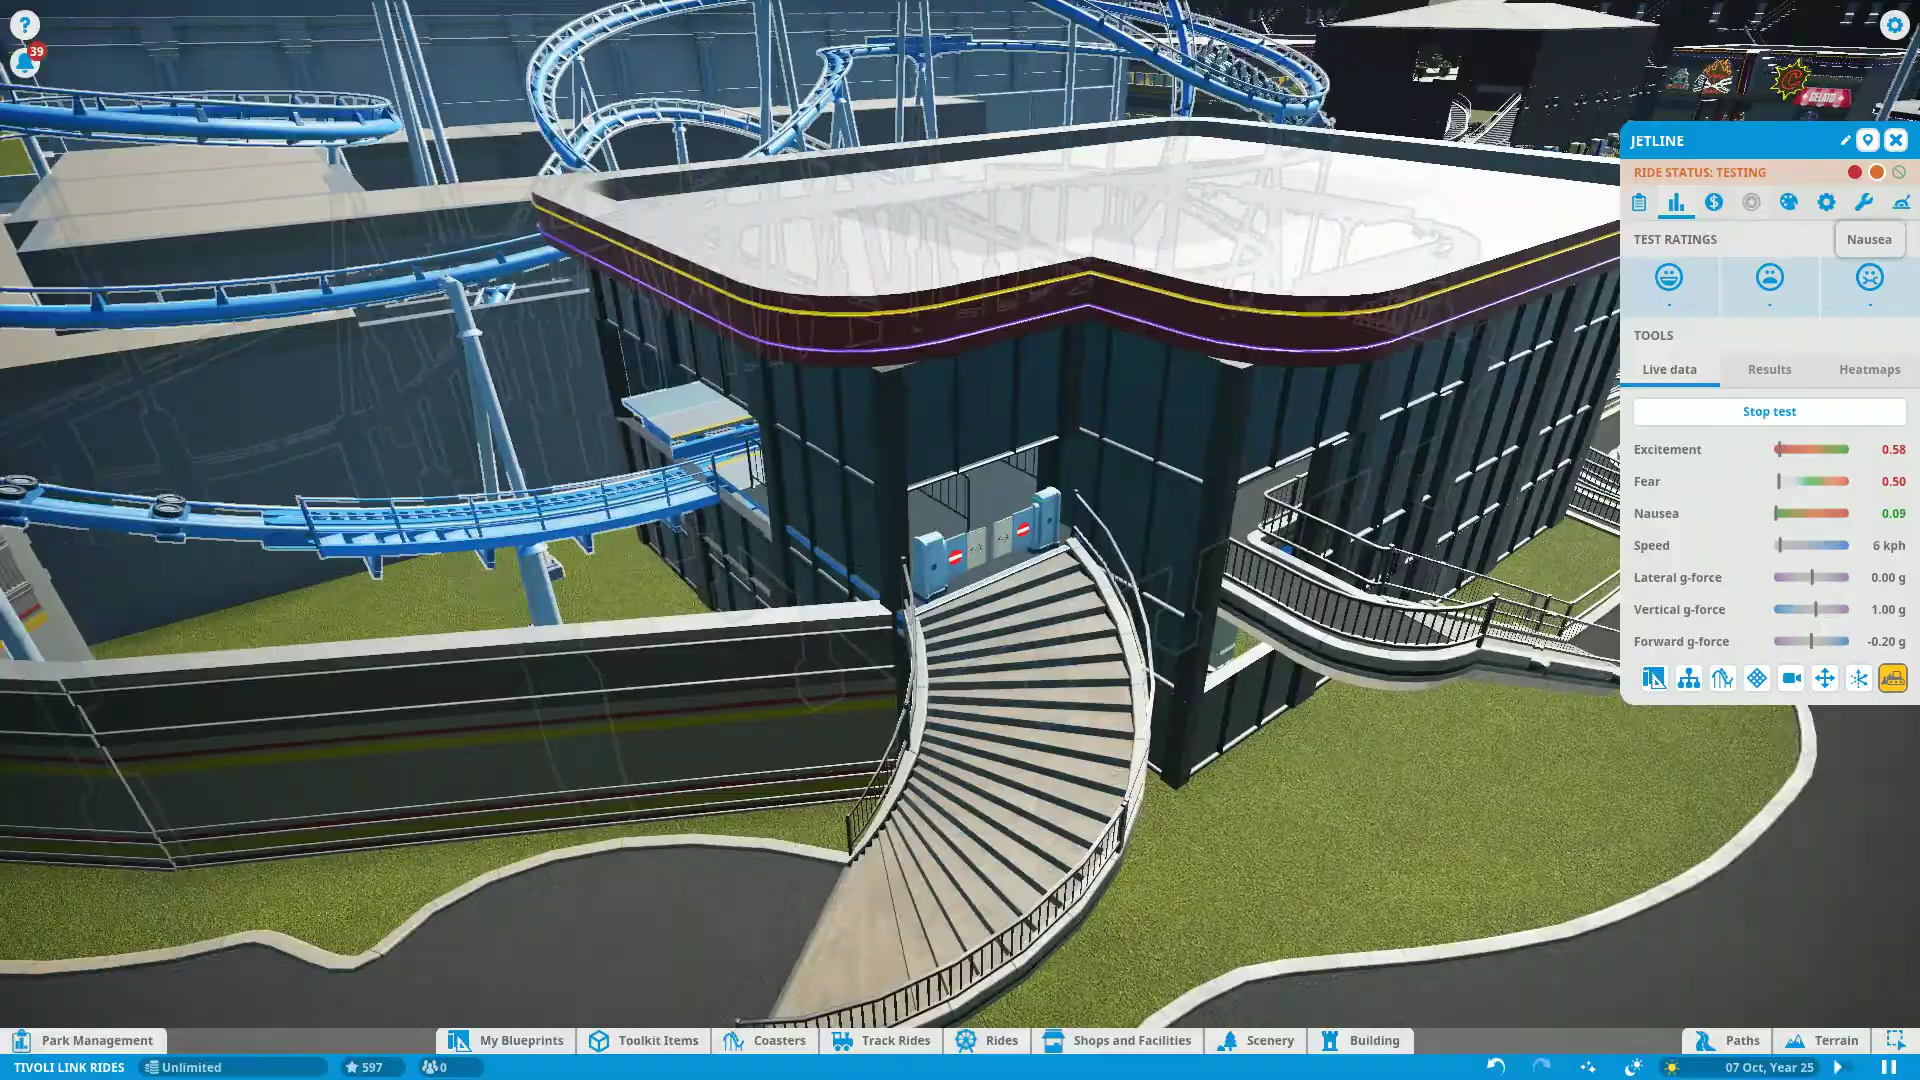 ?
39
GELATO
JETLINE
RIDE STATUS: TESTING
TEST RATINGS
Nausea
-
-
-
TOOLS
Live data
Results
Heatmaps
Stop test
Excitement
0.58
Fear
0.50
Nausea
0.09
Speed
6 kph
Lateral g-force
0.00 g
Vertical g-force
1.00 g
Forward g-force
-0.20 g
Park Management
My Blueprints
Toolkit Items
Coasters
Track Rides
Rides
Shops and Facilities
Scenery
Building
Paths
Terrain
TIVOLI LINK RIDES
Unlimited
597
0
07 Oct, Year 25